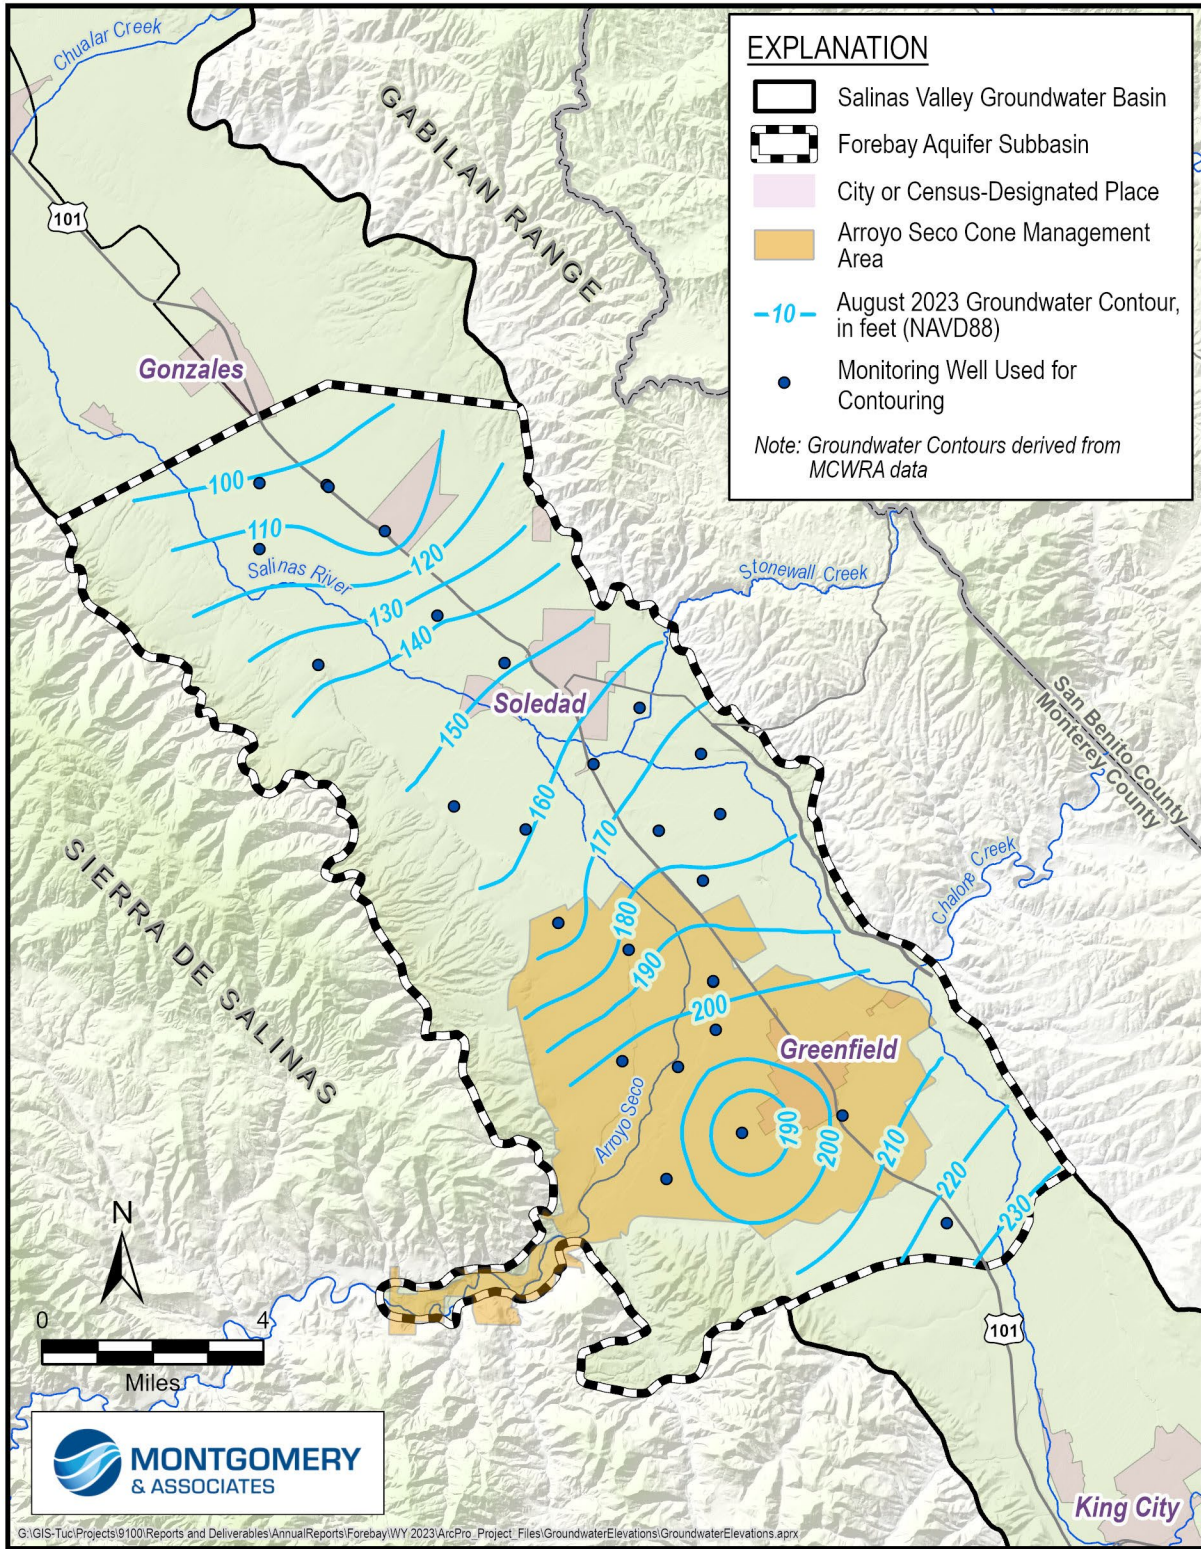 Chualar Creek
GABILAN RANGE
EXPLANATION
Salinas Valley Groundwater Basin
Forebay Aquifer Subbasin
City or Census-Designated Place
Arroyo Seco Cone Management
Area
10
August 2023 Groundwater Contour,
in feet (NAVD88)
Monitoring Well Used for
Contouring
Note: Groundwater Contours derived from
MCWRA data
101
Gonzales
100
110
120
Salinas River
130
140
Stonewall Creek
Soledad
150
160
170
San Benito County
Monterey County
Chalone Creek
SIERRA DE SALINAS
180
190
200
Greenfield
Arroyo Seco
190
200
210
220
230
N
0
4
Miles
101
MONTGOMERY
& ASSOCIATES
King City
G:\GIS-Tuc\Projects\9100\Reports and Deliverables\AnnualReports\Forebay\WY 2023\ArcPro_Project_Files\GroundwaterElevations\GroundwaterElevations.aprx